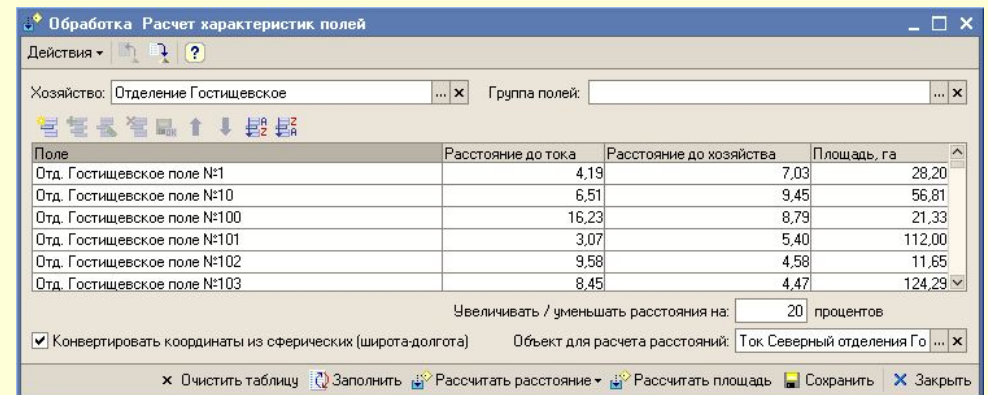 Обработка Расчет характеристик полей
Действия
Хозяйство: Отделение Гостищевское ... × Группа полей: ... ×
Поле Расстояние до тока Расстояние до хозяйства Площадь, га
Отд. Гостищевское поле №1 4,19 7,03 28,20
Отд. Гостищевское поле №10 6,51 9,45 56,81
Отд. Гостищевское поле №100 16,23 8,79 21,33
Отд. Гостищевское поле №101 3,07 5,40 112,00
Отд. Гостищевское поле №102 9,58 4,58 11,65
Отд. Гостищевское поле №103 8,45 4,47 124,29
Увеличивать / уменьшать расстояния на: 20 процентов
Конвертировать координаты из сферических (широта-долгота) Объект для расчета расстояний: Ток Северный отделения Го ... ×
Очистить таблицу Заполнить Рассчитать расстояние Рассчитать площадь Сохранить Закрыть